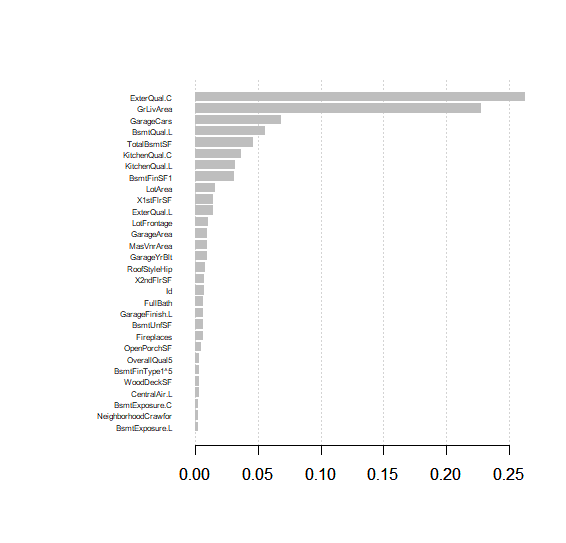 ExterQual.C
GrLivArea
GarageCars
BsmtQual.L
TotalBsmtSF
KitchenQual.C
KitchenQual.L
BsmtFinSF1
LotArea
X1stFlrSF
ExterQual.L
LotFrontage
GarageArea
MasVnrArea
GarageYrBlt
RoofStyleHip
X2ndFlrSF
Id
FullBath
GarageFinish.L
BsmtUnfSF
Fireplaces
OpenPorchSF
OverallQual5
BsmtFinType1^5
WoodDeckSF
CentralAir.L
BsmtExposure.C
NeighborhoodCrawfor
BsmtExposure.L
0.00 0.05 0.10 0.15 0.20 0.25